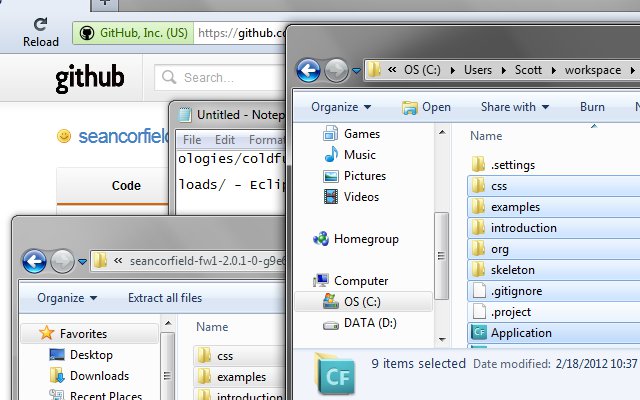 Reload
GitHub, Inc. (US)
https://github.co
github
Search...
seancorfield
Code
Untitled - Notep
File Edit Format
ologies/coldfu
loads/ - Eclip
« seancorfield-fw1-2.0.1-0-g9e6
Organize
Extract all files
Favorites
Desktop
Downloads
Recent Places
Name
css
examples
introduction
« OS (C:) Users Scott workspace
Organize
Open
Share with
Burn
N
Games
Music
Pictures
Videos
Homegroup
Computer
OS (C:)
DATA (D:)
Name
.settings
css
examples
introduction
org
skeleton
.gitignore
.project
CF Application
CF
9 items selected Date modified: 2/18/2012 10:37